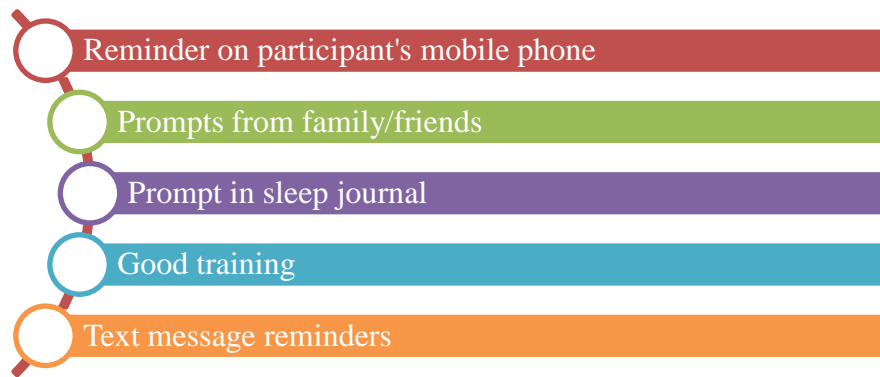 Reminder on participant's mobile phone
Prompts from family/friends
Prompt in sleep journal
Good training
Text message reminders